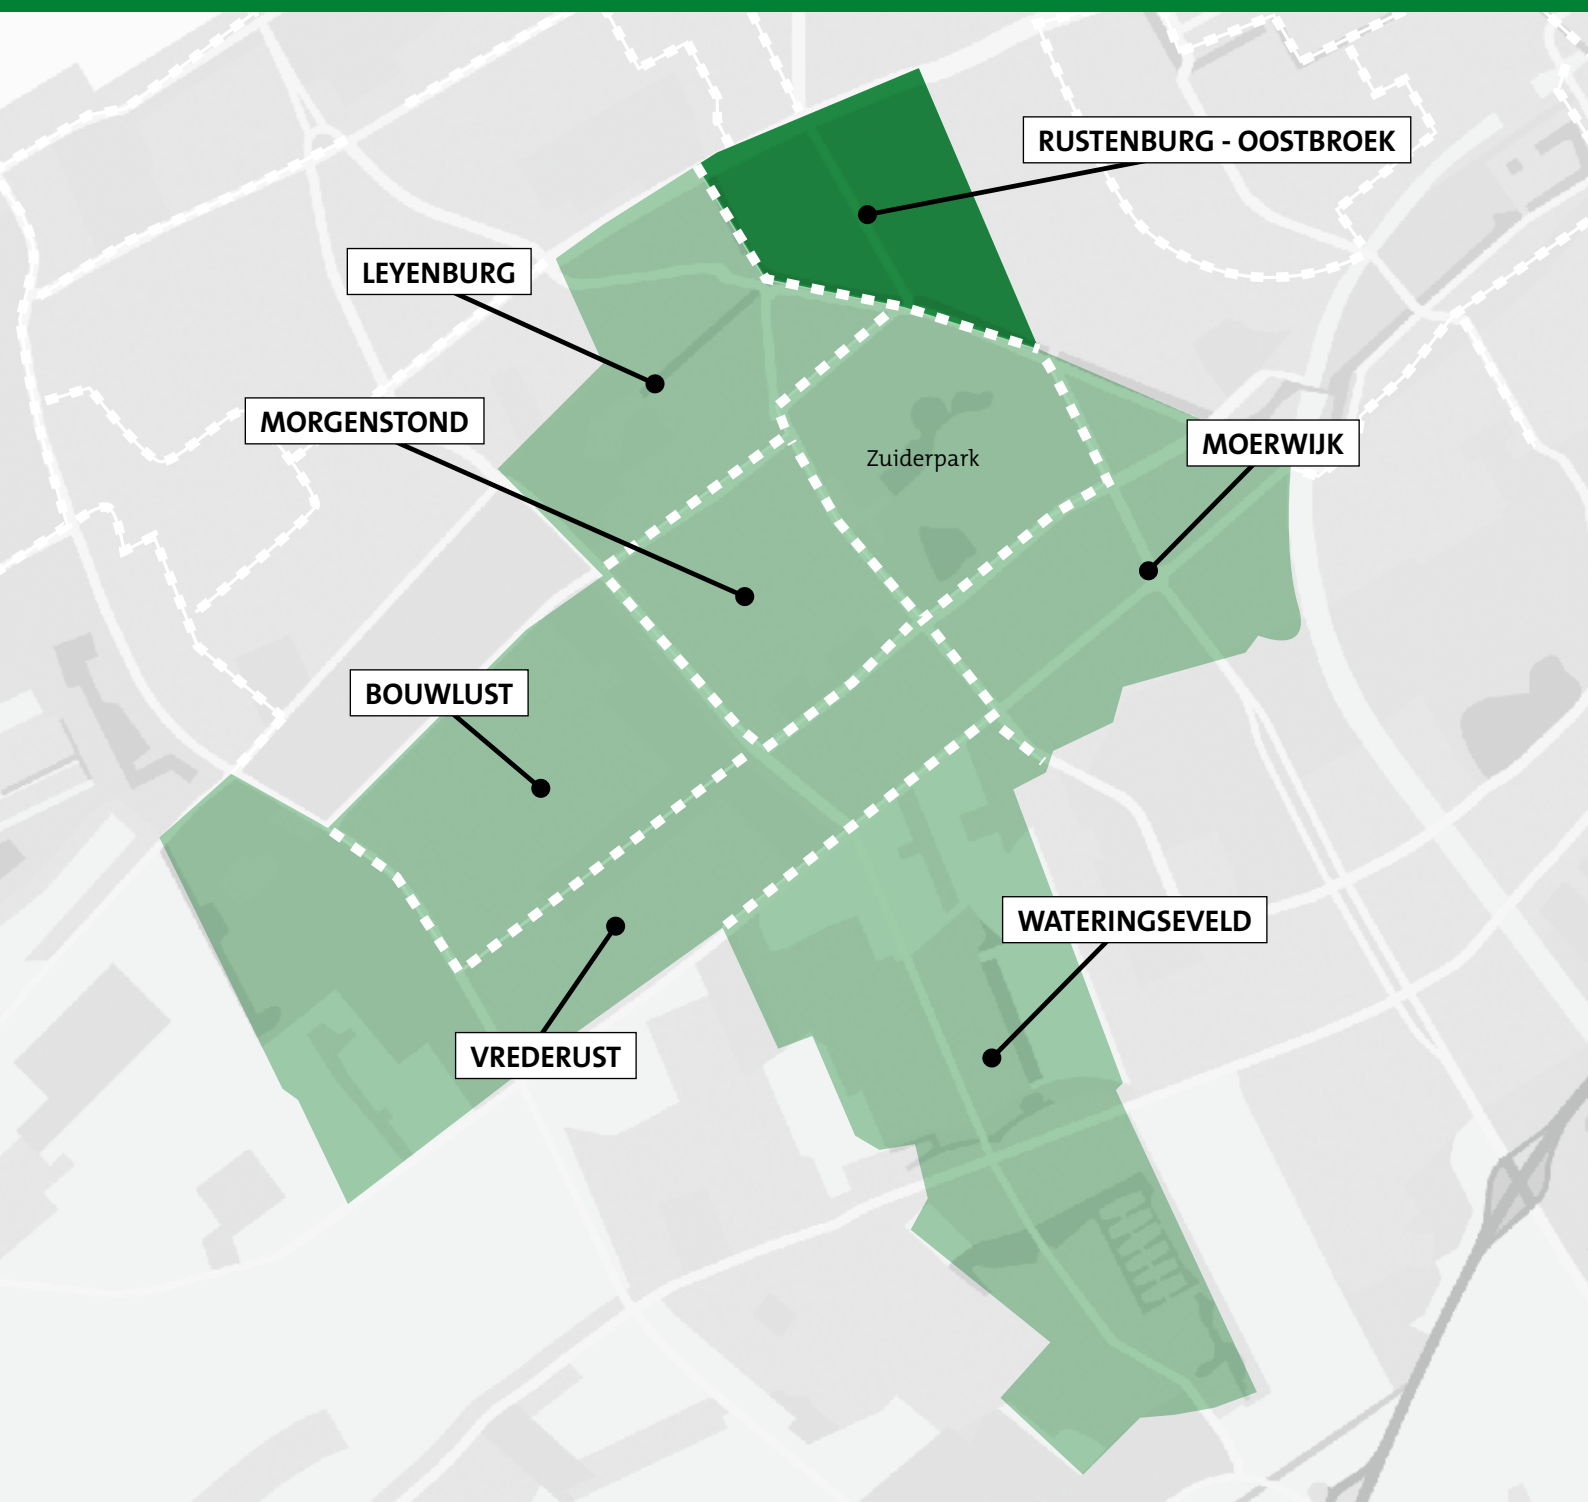 RUSTENBURG - OOSTBROEK
LEYENBURG
MORGENSTOND
MOERWIJK
Zuiderpark
BOUWLUST
WATERINGSEVELD
VREDERUST